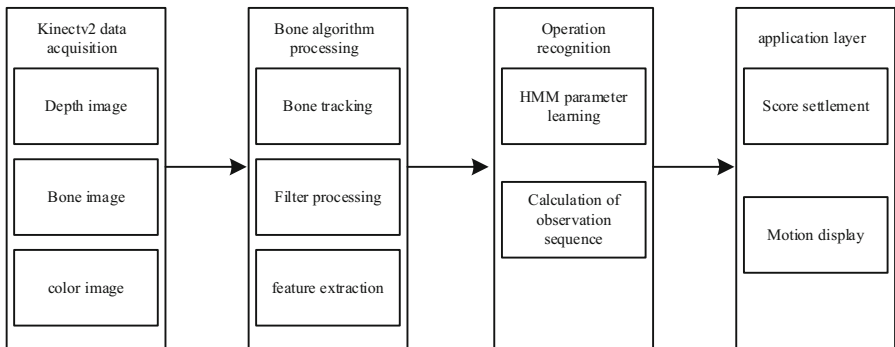 Kinectv2 data
acquisition
Depth image
Bone image
color image
Bone algorithm
processing
Bone tracking
Filter processing
feature extraction
Operation
recognition
HMM parameter
learning
Calculation of
observation
sequence
application layer
Score settlement
Motion display